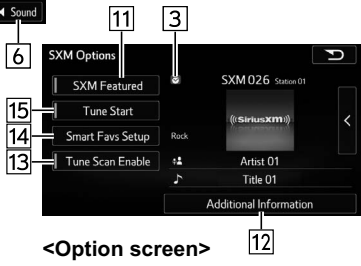 Sound
11
3
6
SXM Options
SXM Featured
SXM 026 Station 01
15
Tune Start
((SiriusXM))
14
Smart Favs Setup
Rock
13
Tune Scan Enable
Artist 01
Title 01
Additional Information
<Option screen>
12